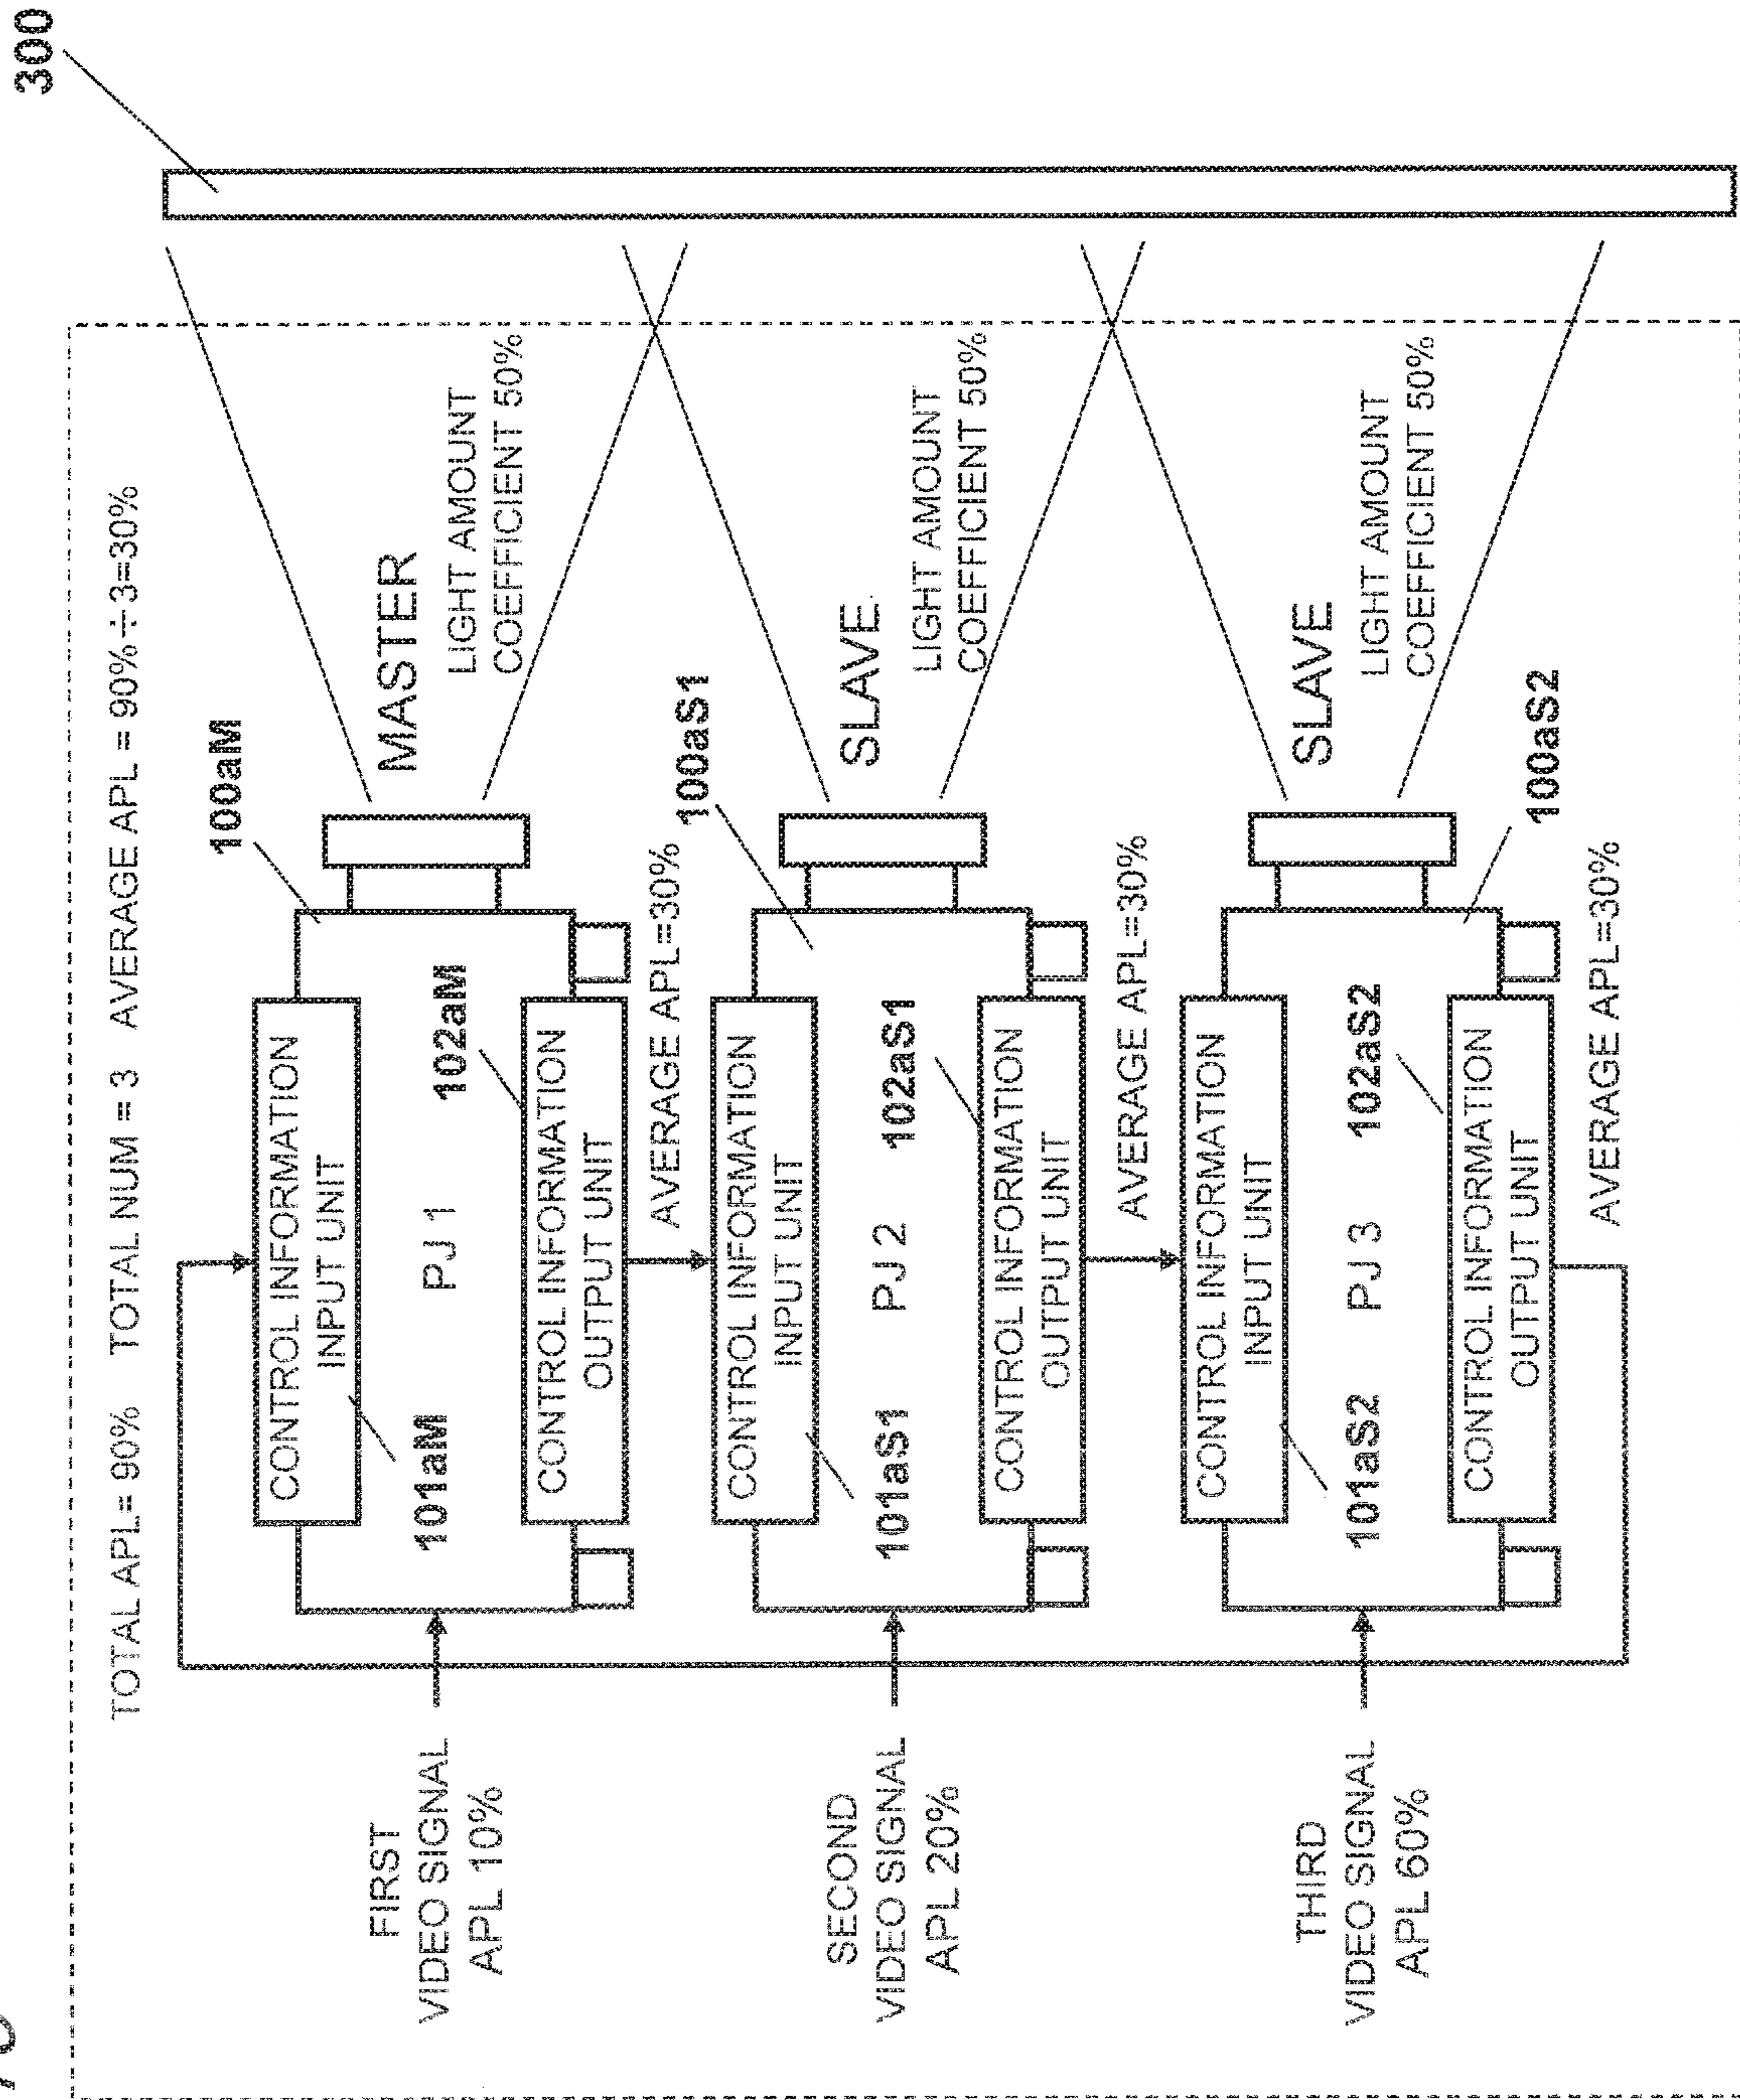 300
TOTAL APL= 90% TOTAL NUM = 3 AVERAGE APL = 90%÷3=30%
100aM
CONTROL INFORMATION
INPUT UNIT
101aM
PJ 1
102aM
CONTROL INFORMATION
OUTPUT UNIT
MASTER
LIGHT AMOUNT
COEFFICIENT 50%
FIRST
VIDEO SIGNAL
APL 10%
AVERAGE APL=30%
100aS1
CONTROL INFORMATION
INPUT UNIT
101aS1
PJ 2
102aS1
CONTROL INFORMATION
OUTPUT UNIT
SLAVE
LIGHT AMOUNT
COEFFICIENT 50%
SECOND
VIDEO SIGNAL
APL 20%
AVERAGE APL=30%
CONTROL INFORMATION
INPUT UNIT
101aS2
PJ 3
102aS2
CONTROL INFORMATION
OUTPUT UNIT
SLAVE
LIGHT AMOUNT
COEFFICIENT 50%
100aS2
THIRD
VIDEO SIGNAL
APL 60%
AVERAGE APL=30%